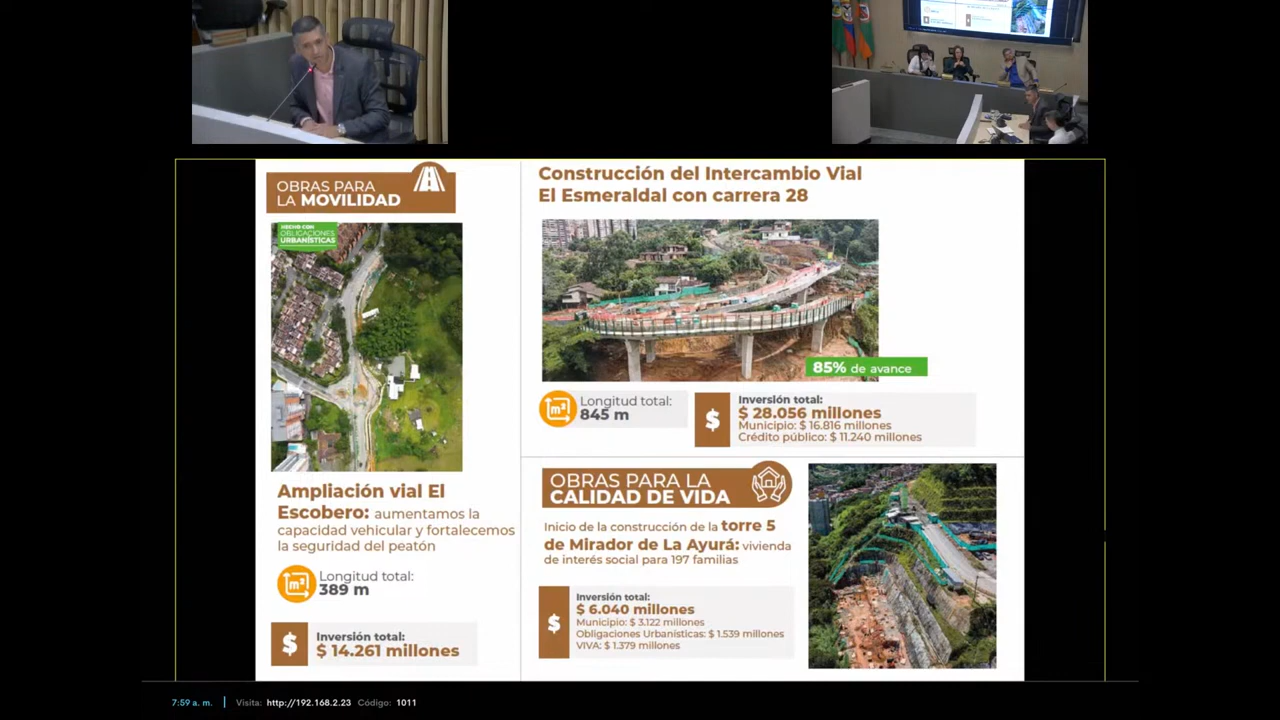 OBRAS PARA
LA MOVILIDAD
HECHO CON
OBLIGACIONES
URBANÍSTICAS
Ampliación vial El
Escobero: aumentamos la
capacidad vehicular y fortalecemos
la seguridad del peatón
m²
Longitud total:
389 m
$
Inversión total:
$ 14.261 millones
Construcción del Intercambio Vial
El Esmeraldal con carrera 28
85% de avance
m²
Longitud total:
845 m
$
Inversión total:
$ 28.056 millones
Municipio: $ 16.816 millones
Crédito público: $ 11.240 millones
OBRAS PARA LA
CALIDAD DE VIDA
Inicio de la construcción de la torre 5
de Mirador de La Ayurá: vivienda
de interés social para 197 familias
$
Inversión total:
$ 6.040 millones
Municipio: $ 3.122 millones
Obligaciones Urbanísticas: $ 1.539 millones
VIVA: $ 1.379 millones
7:59 a. m. | Visita: http://192.168.2.23 Código: 1011